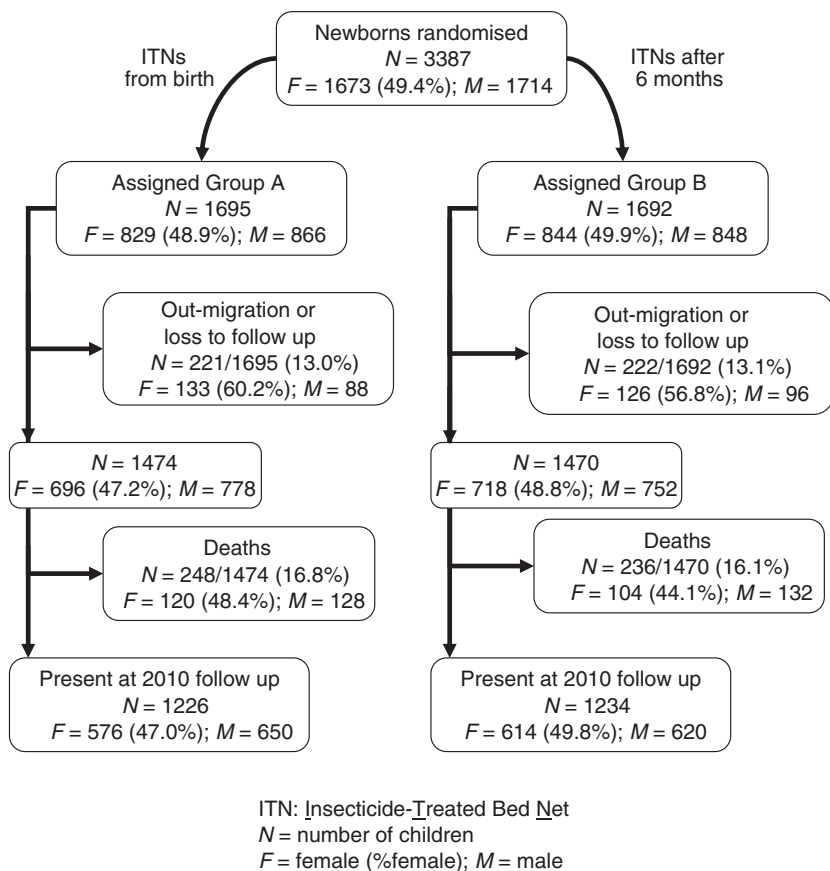 Newborns randomised
N = 3387
F = 1673 (49.4%); M = 1714
ITNs
from birth
ITNs after
6 months
Assigned Group A
N = 1695
F = 829 (48.9%); M = 866
Assigned Group B
N = 1692
F = 844 (49.9%); M = 848
Out-migration or
loss to follow up
N = 221/1695 (13.0%)
F = 133 (60.2%); M = 88
Out-migration or
loss to follow up
N = 222/1692 (13.1%)
F = 126 (56.8%); M = 96
N = 1474
F = 696 (47.2%); M = 778
N = 1470
F = 718 (48.8%); M = 752
Deaths
N = 248/1474 (16.8%)
F = 120 (48.4%); M = 128
Deaths
N = 236/1470 (16.1%)
F = 104 (44.1%); M = 132
Present at 2010 follow up
N = 1226
F = 576 (47.0%); M = 650
Present at 2010 follow up
N = 1234
F = 614 (49.8%); M = 620
ITN: Insecticide-Treated Bed Net
N = number of children
F = female (%female); M = male